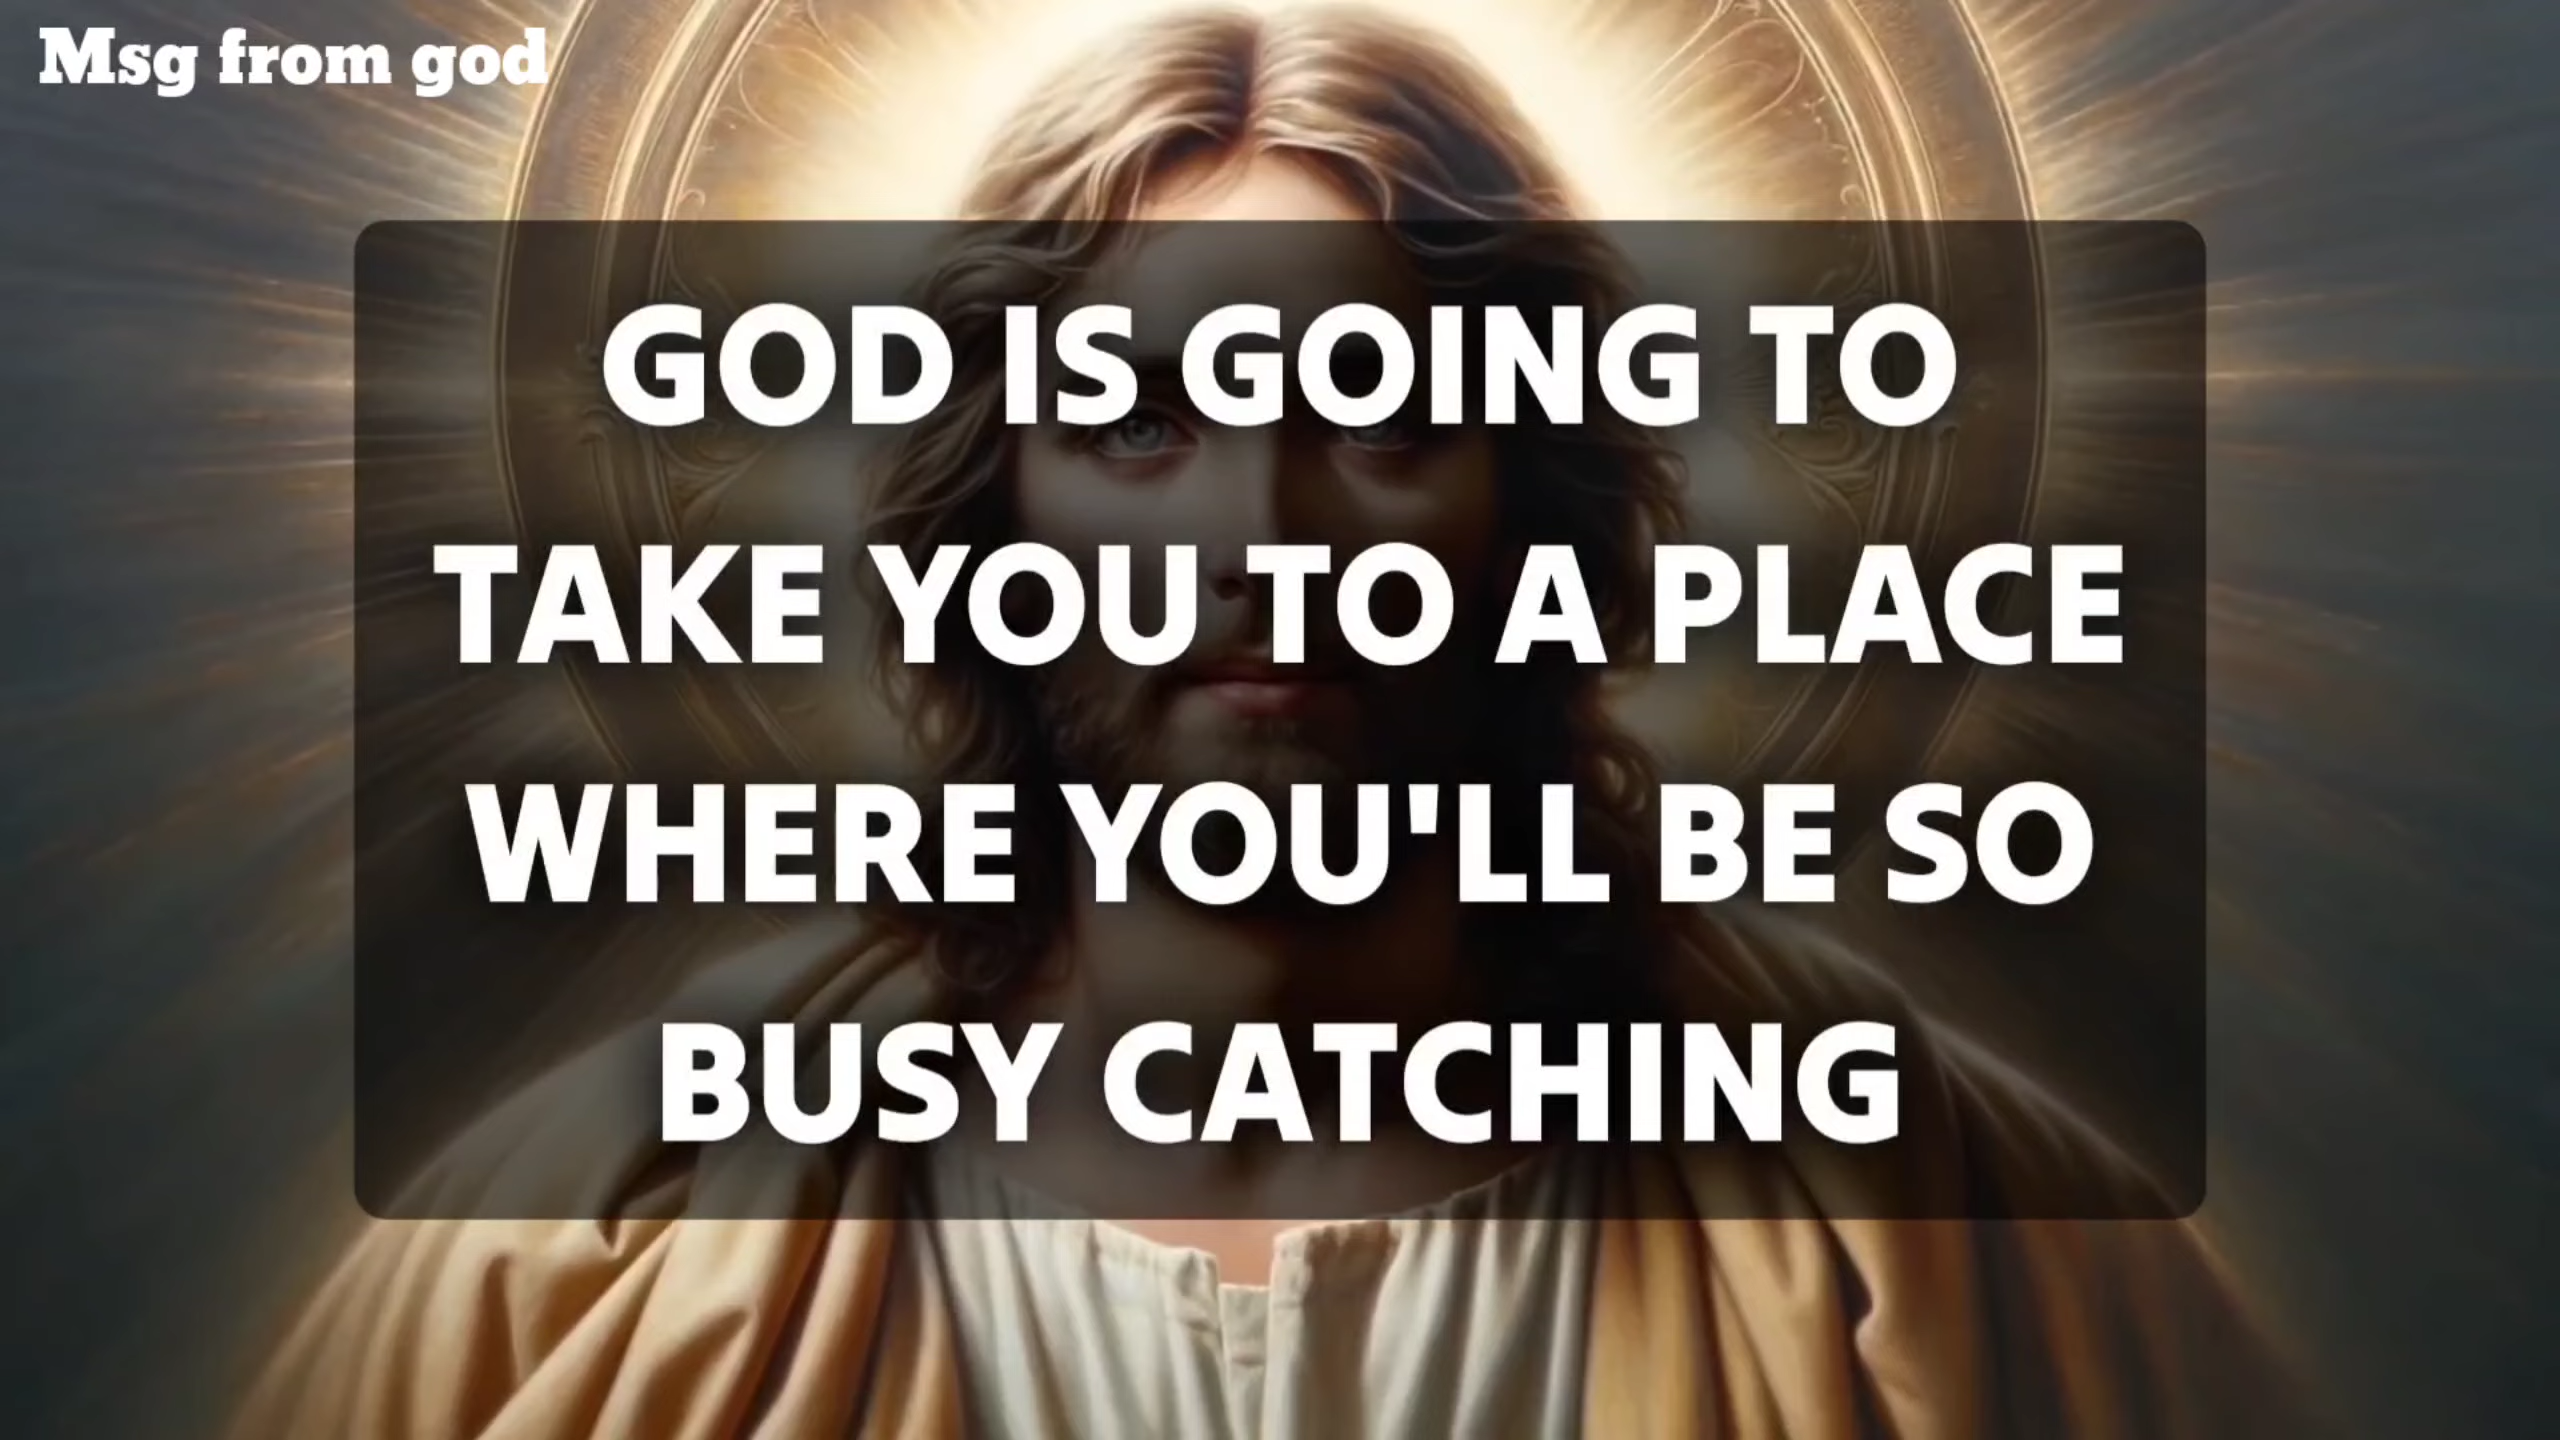 Msg from god
GOD IS GOING TO
TAKE YOU TO A PLACE
WHERE YOU'LL BE SO
BUSY CATCHING